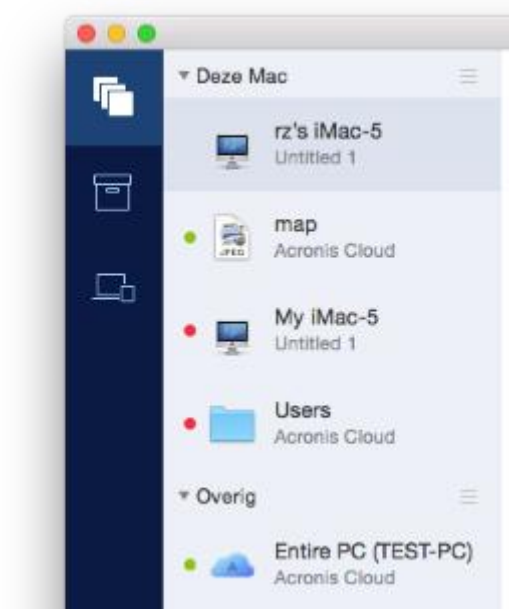 Deze Mac
rz's iMac-5
Untitled 1
map
Acronis Cloud
JPEG
My iMac-5
Untitled 1
Users
Acronis Cloud
Overig
Entire PC (TEST-PC)
Acronis Cloud